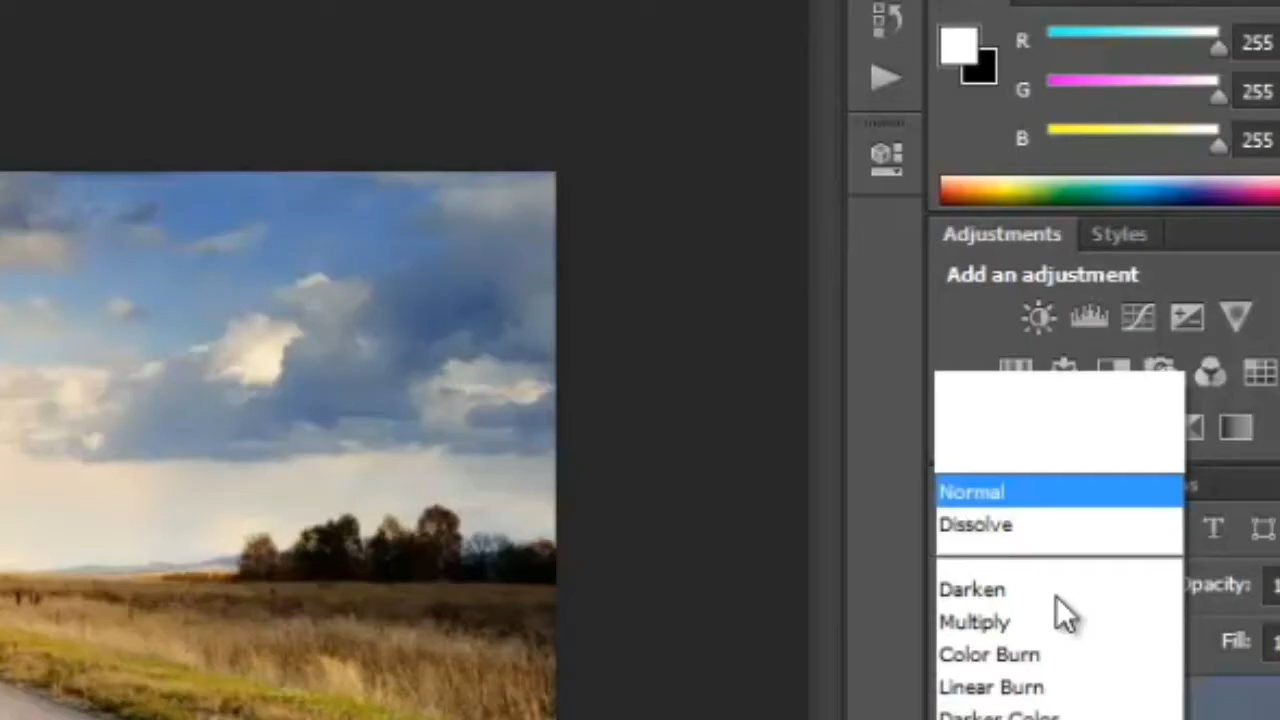 R 255
G 255
B 255
Adjustments Styles
Add an adjustment
Normal
Dissolve
Opacity:
Darken
Multiply
Fill:
Color Burn
Linear Burn
Darker Color